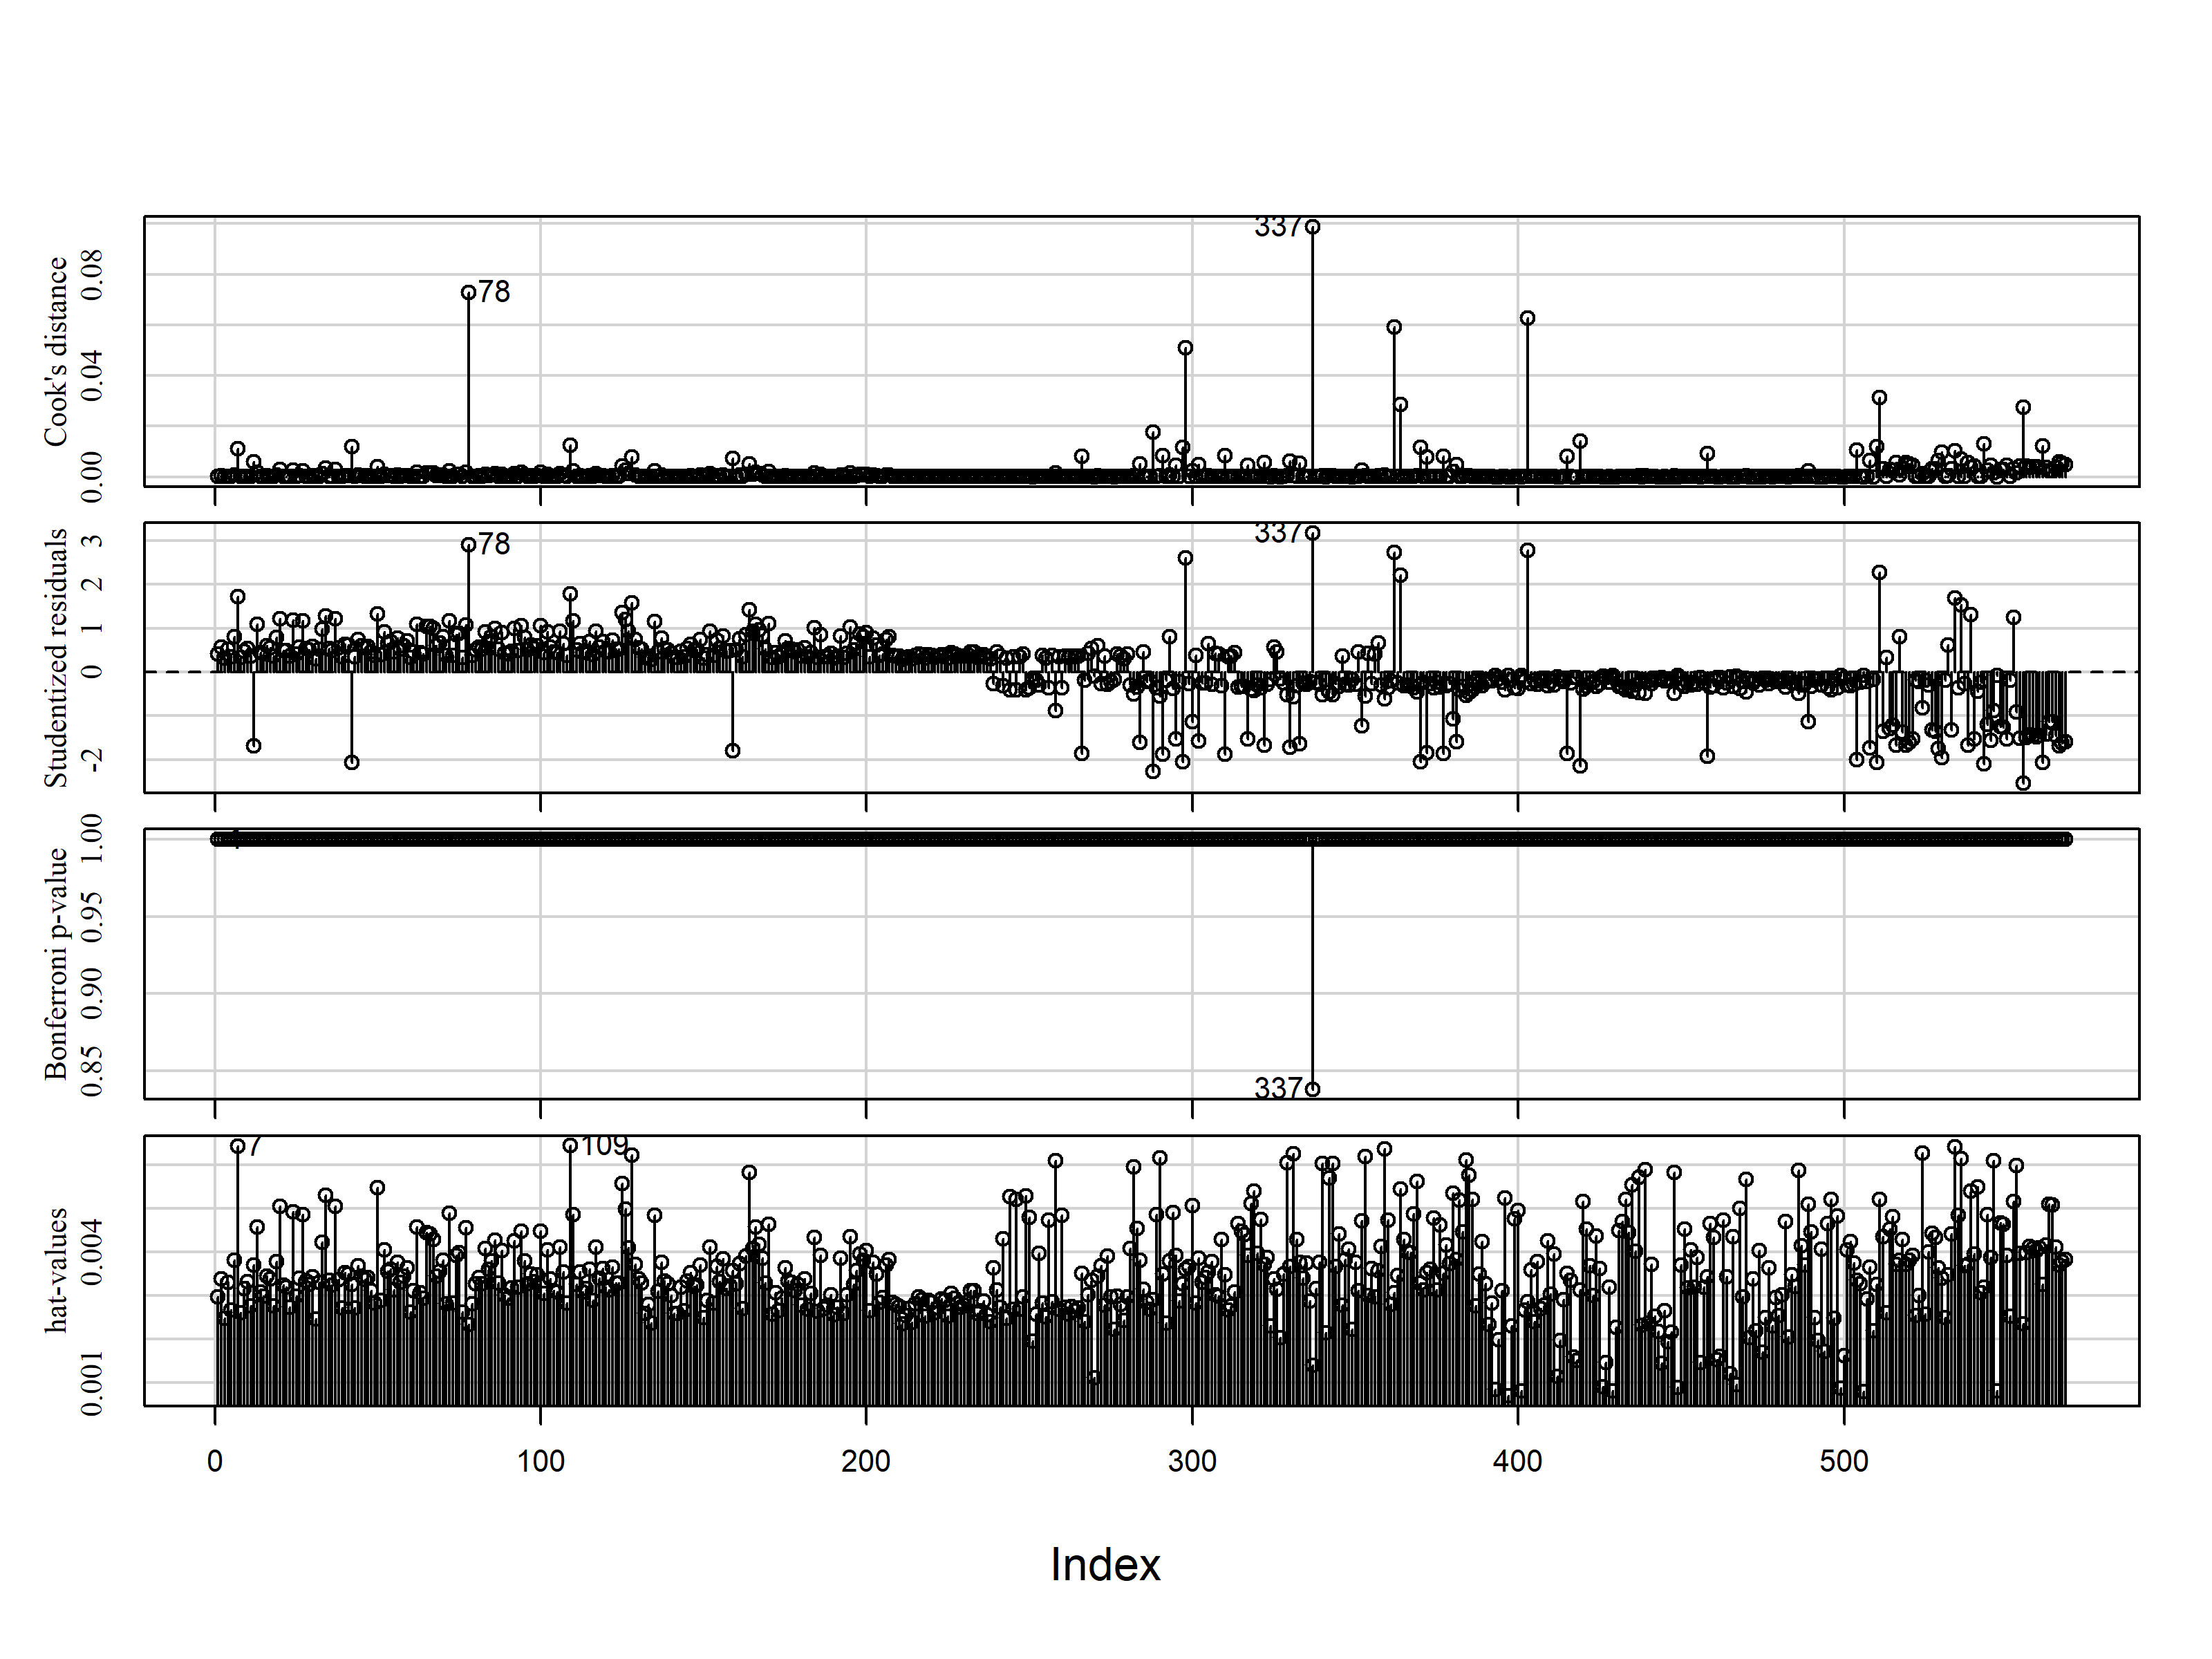 Cook's distance
0.00 0.04 0.08
78
337
Studentized residuals
-2 0 1 2 3
78
337
Bonferroni p-value
0.85 0.90 0.95 1.00
337
hat-values
0.001 0.004
7
109
0 100 200 300 400 500
Index